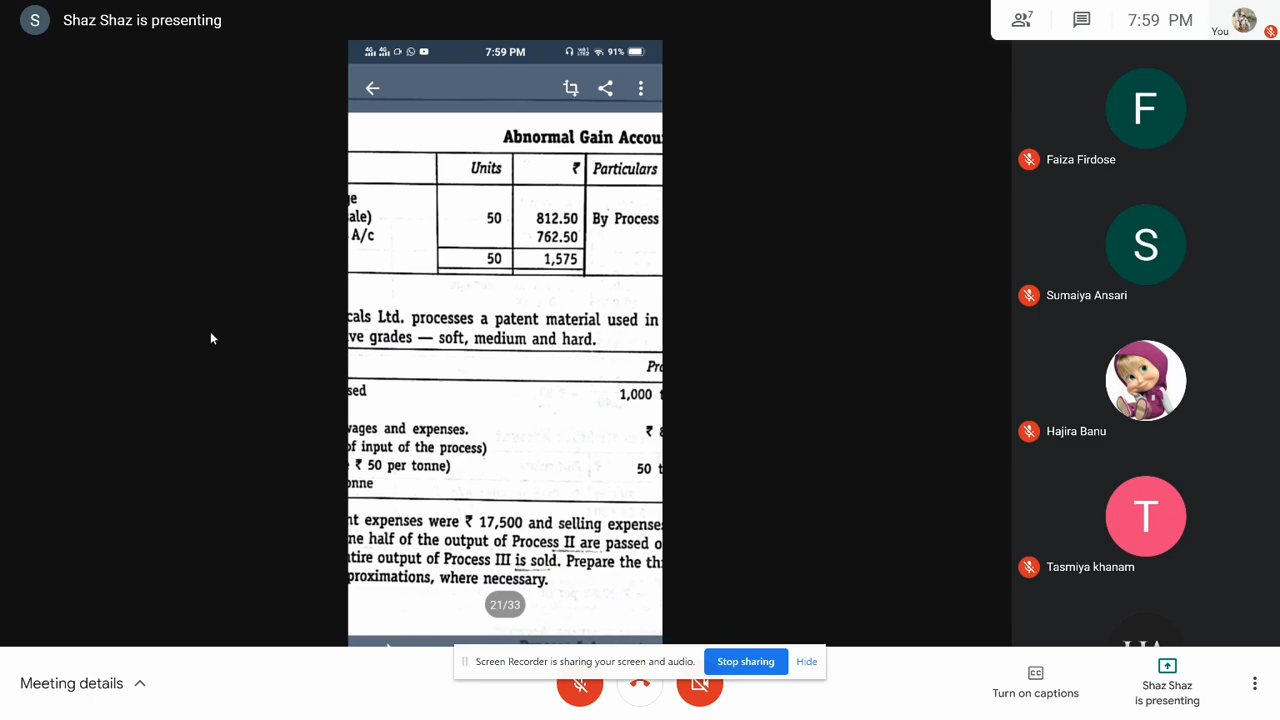 S
Shaz Shaz is presenting
7
7:59 PM
You
7:59 PM
91%
Abnormal Gain Accou
Units
₹
Particulars
ale)
50
812.50
By Process
A/c
762.50
50
1,575
cals Ltd. processes a patent material used in
ve grades — soft, medium and hard.
Pro
sed
1,000 t
wages and expenses.
₹ 8
of input of the process)
₹ 50 per tonne)
50 t
onne
nt expenses were ₹ 17,500 and selling expenses
ne half of the output of Process II are passed o
tire output of Process III is sold. Prepare the th
proximations, where necessary.
21/33
F
Faiza Firdose
S
Sumaiya Ansari
Hajira Banu
T
Tasmiya khanam
Screen Recorder is sharing your screen and audio.
Stop sharing
Hide
Meeting details
Turn on captions
Shaz Shaz
is presenting